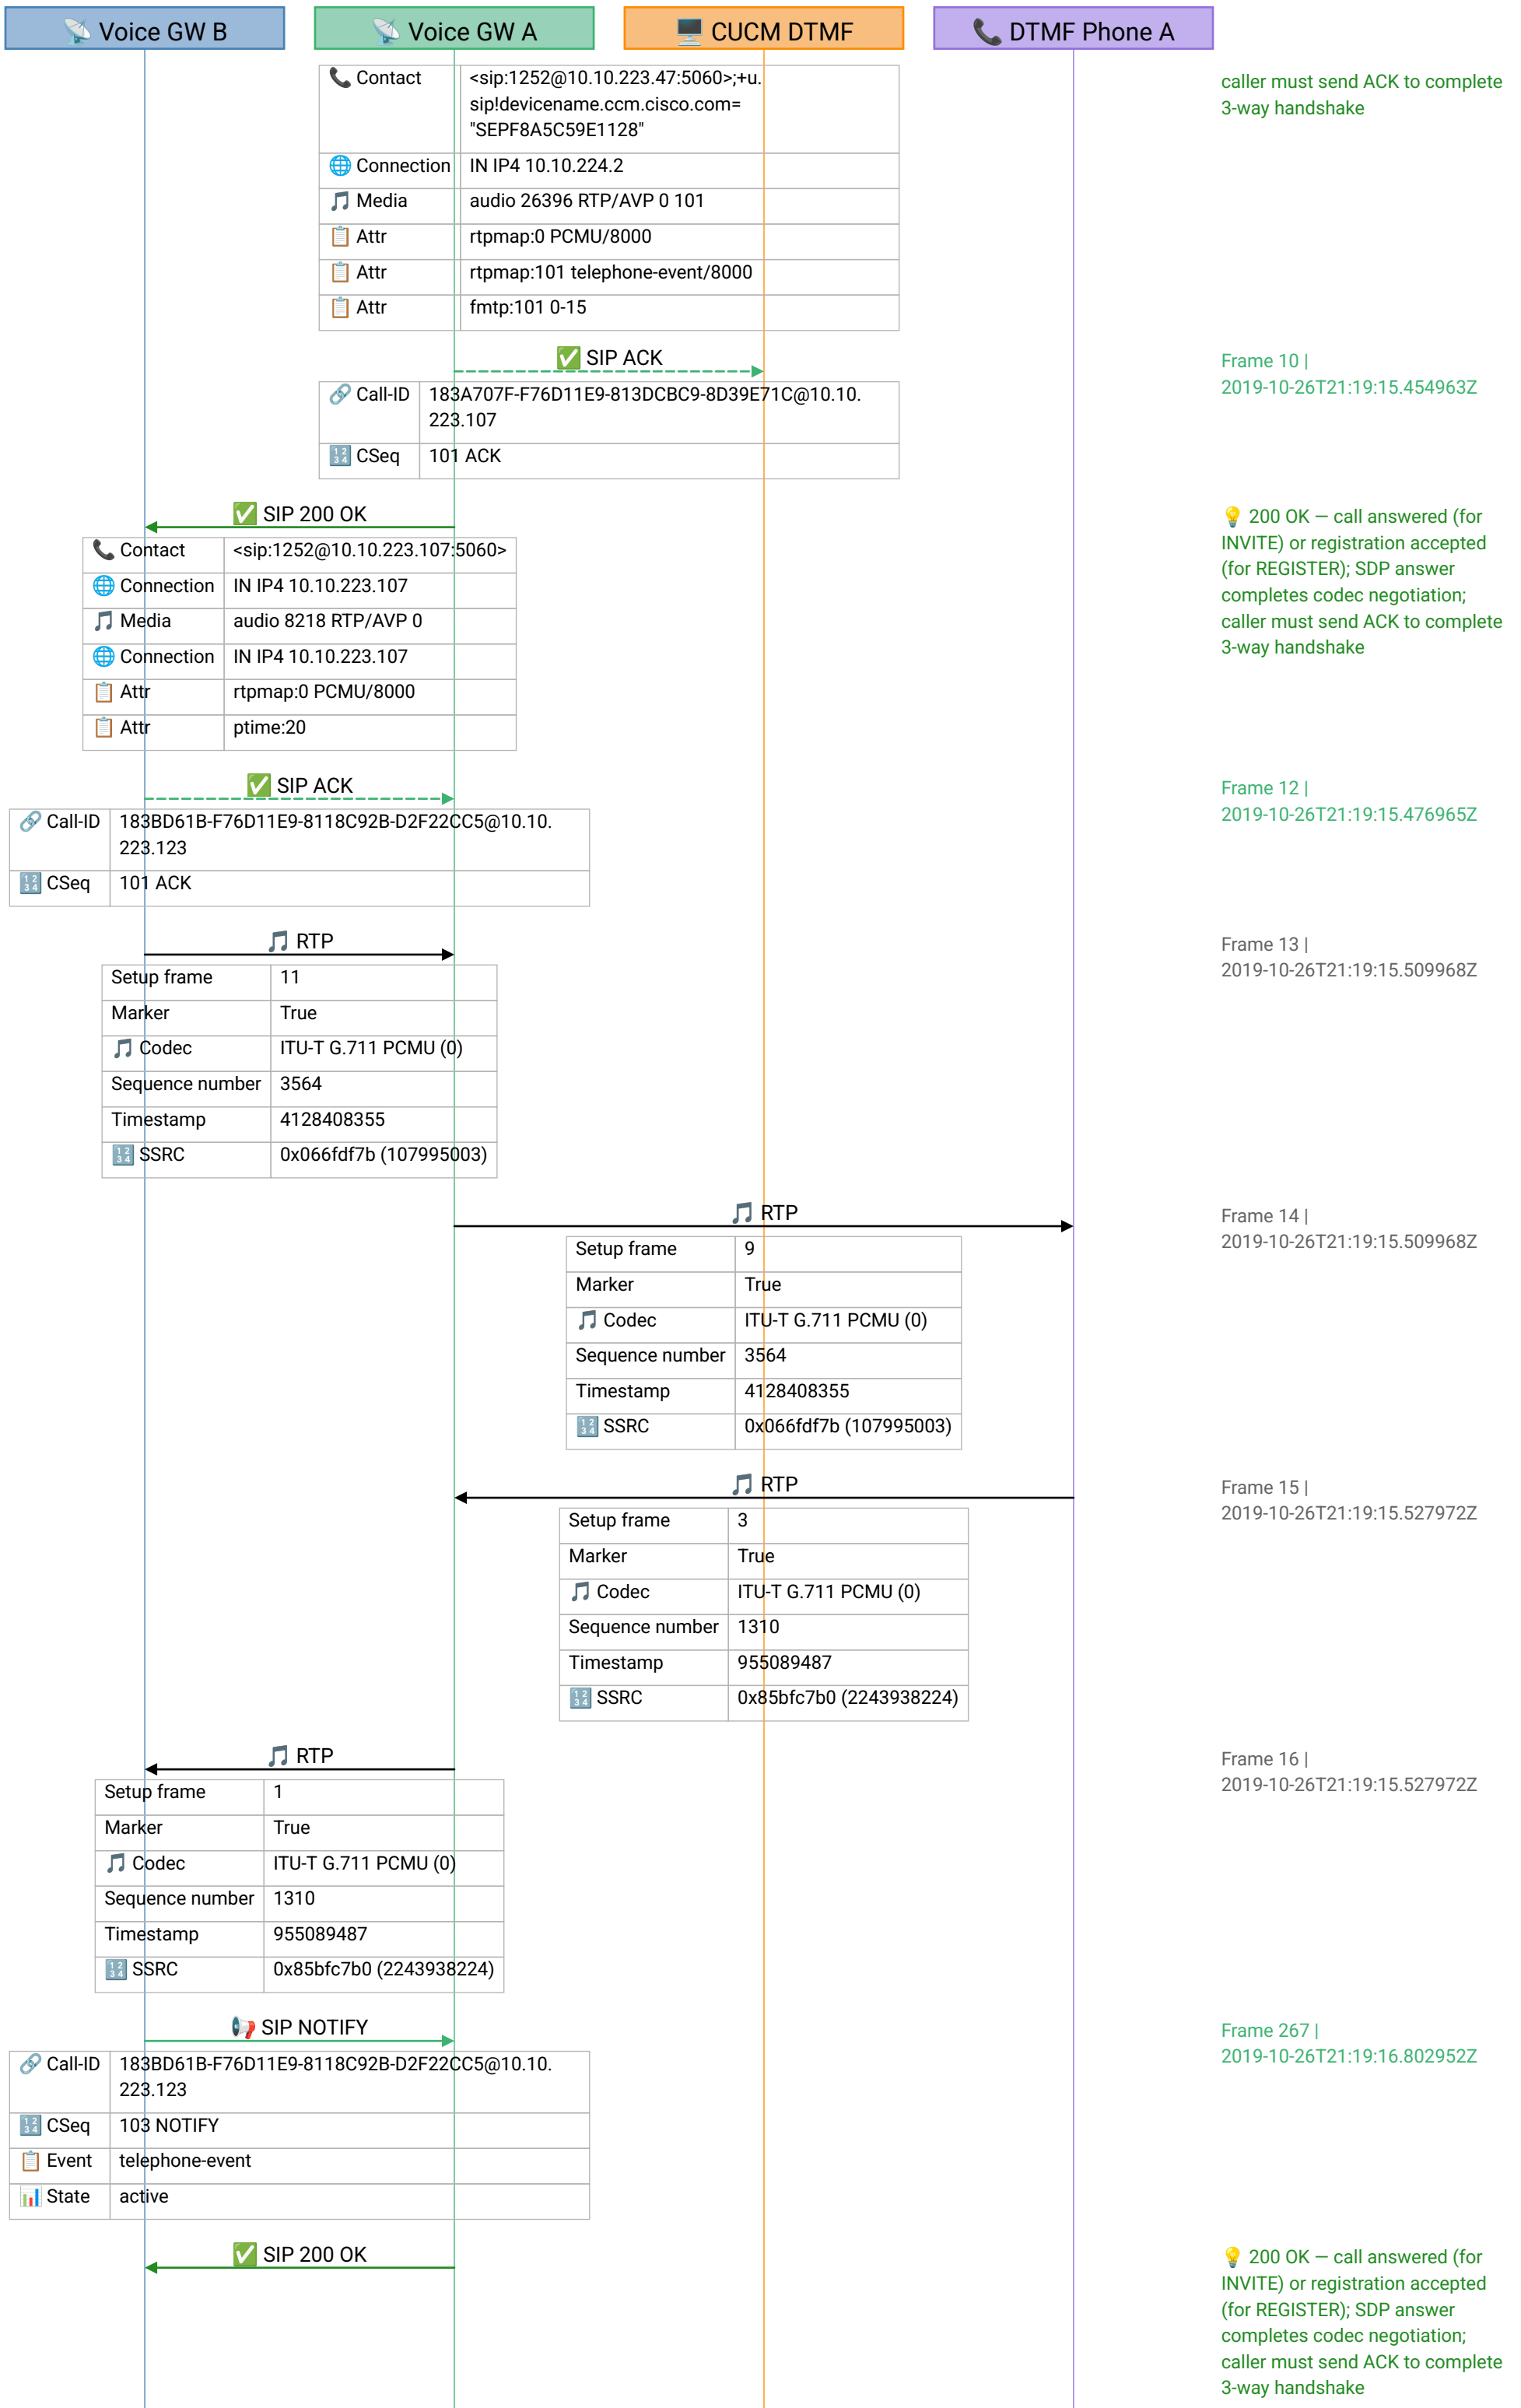 📡 Voice GW B
📡 Voice GW A
🖥️ CUCM DTMF
📞 DTMF Phone A
📞 Contact
<sip:1252@10.10.223.47:5060>;+u.
sip!devicename.ccm.cisco.com=
"SEPF8A5C59E1128"
caller must send ACK to complete
3-way handshake
🌐 Connection
IN IP4 10.10.224.2
🎵 Media
audio 26396 RTP/AVP 0 101
📋 Attr
rtpmap:0 PCMU/8000
📋 Attr
rtpmap:101 telephone-event/8000
📋 Attr
fmtp:101 0-15
✅ SIP ACK
Frame 10 |
2019-10-26T21:19:15.454963Z
🔗 Call-ID
183A707F-F76D11E9-813DCBC9-8D39E71C@10.10.
223.107
🔢 CSeq
101 ACK
✅ SIP 200 OK
💡 200 OK — call answered (for
INVITE) or registration accepted
(for REGISTER); SDP answer
completes codec negotiation;
caller must send ACK to complete
3-way handshake
📞 Contact
<sip:1252@10.10.223.107:5060>
🌐 Connection
IN IP4 10.10.223.107
🎵 Media
audio 8218 RTP/AVP 0
🌐 Connection
IN IP4 10.10.223.107
📋 Attr
rtpmap:0 PCMU/8000
📋 Attr
ptime:20
✅ SIP ACK
Frame 12 |
2019-10-26T21:19:15.476965Z
🔗 Call-ID
183BD61B-F76D11E9-8118C92B-D2F22CC5@10.10.
223.123
🔢 CSeq
101 ACK
🎵 RTP
Frame 13 |
2019-10-26T21:19:15.509968Z
Setup frame
11
Marker
True
🎵 Codec
ITU-T G.711 PCMU (0)
Sequence number
3564
Timestamp
4128408355
🔢 SSRC
0x066fdf7b (107995003)
🎵 RTP
Frame 14 |
2019-10-26T21:19:15.509968Z
Setup frame
9
Marker
True
🎵 Codec
ITU-T G.711 PCMU (0)
Sequence number
3564
Timestamp
4128408355
🔢 SSRC
0x066fdf7b (107995003)
🎵 RTP
Frame 15 |
2019-10-26T21:19:15.527972Z
Setup frame
3
Marker
True
🎵 Codec
ITU-T G.711 PCMU (0)
Sequence number
1310
Timestamp
955089487
🔢 SSRC
0x85bfc7b0 (2243938224)
🎵 RTP
Frame 16 |
2019-10-26T21:19:15.527972Z
Setup frame
1
Marker
True
🎵 Codec
ITU-T G.711 PCMU (0)
Sequence number
1310
Timestamp
955089487
🔢 SSRC
0x85bfc7b0 (2243938224)
📢 SIP NOTIFY
Frame 267 |
2019-10-26T21:19:16.802952Z
🔗 Call-ID
183BD61B-F76D11E9-8118C92B-D2F22CC5@10.10.
223.123
🔢 CSeq
103 NOTIFY
📋 Event
telephone-event
📊 State
active
✅ SIP 200 OK
💡 200 OK — call answered (for
INVITE) or registration accepted
(for REGISTER); SDP answer
completes codec negotiation;
caller must send ACK to complete
3-way handshake